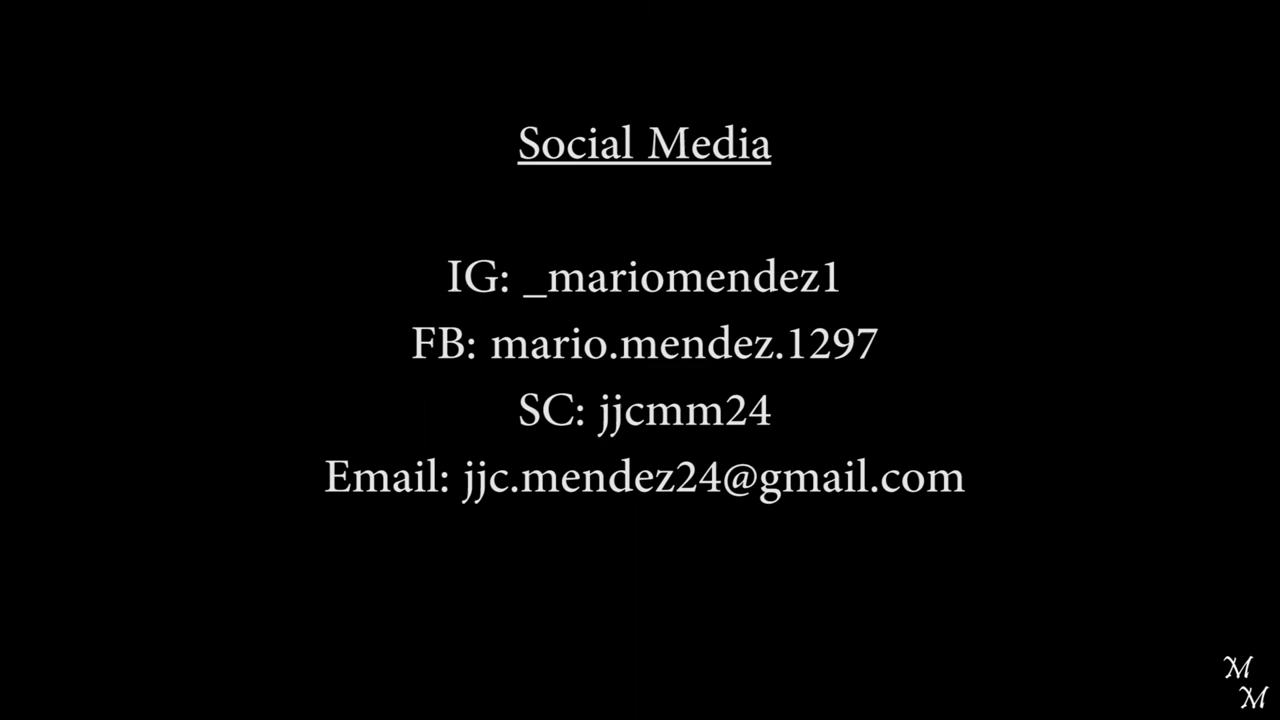 Social Media
IG: _mariomendez1
FB: mario.mendez.1297
SC: jjcmm24
Email: jjc.mendez24@gmail.com
M
M